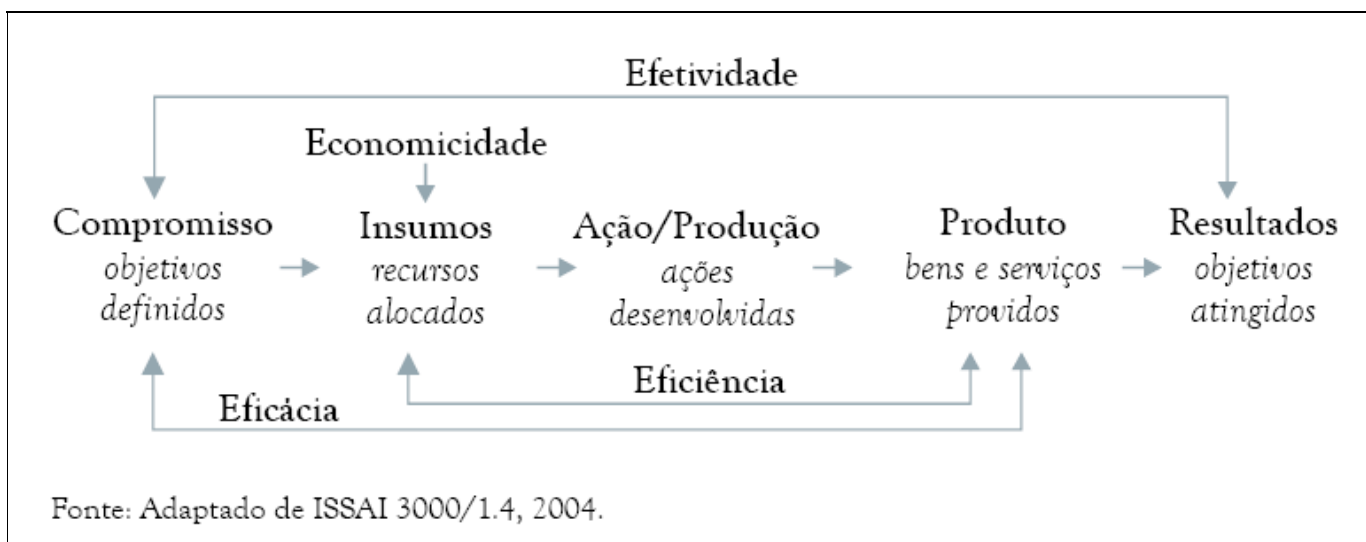 Efetividade
Economicidade
Compromisso
objetivos
definidos
Insumos
recursos
alocados
Ação/Produção
ações
desenvolvidas
Produto
bens e serviços
providos
Resultados
objetivos
atingidos
Eficiência
Eficácia
Fonte: Adaptado de ISSAI 3000/1.4, 2004.